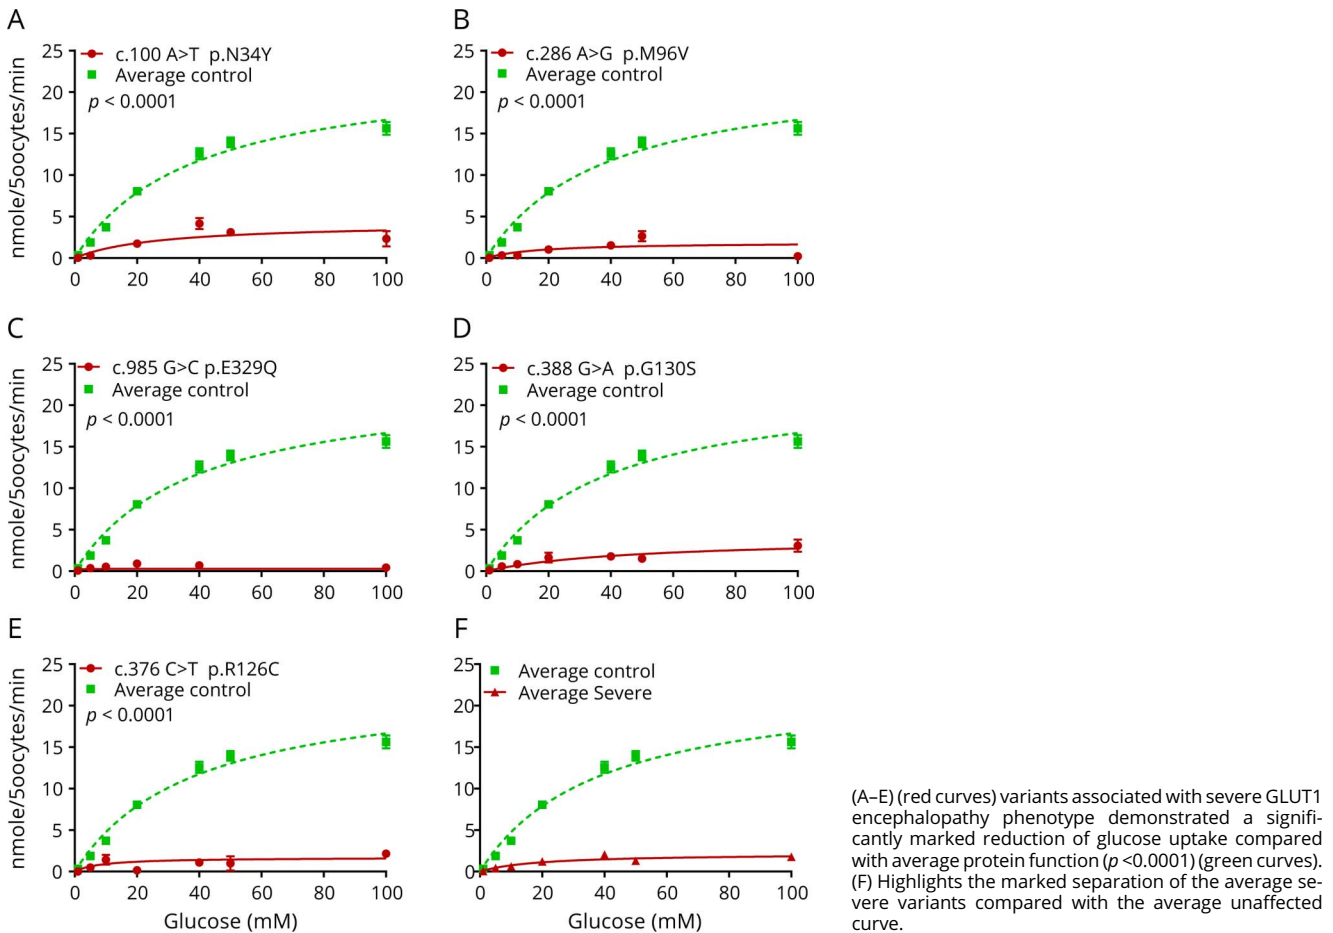 A
25
20
15
10
5
0
nmole/5oocytes/min
c.100 A>T p.N34Y
Average control
p < 0.0001
0 20 40 60 80 100
B
25
20
15
10
5
0
c.286 A>G p.M96V
Average control
p < 0.0001
0 20 40 60 80 100
C
25
20
15
10
5
0
nmole/5oocytes/min
c.985 G>C p.E329Q
Average control
p < 0.0001
0 20 40 60 80 100
D
25
20
15
10
5
0
c.388 G>A p.G130S
Average control
p < 0.0001
0 20 40 60 80 100
E
25
20
15
10
5
0
nmole/5oocytes/min
c.376 C>T p.R126C
Average control
p < 0.0001
0 20 40 60 80 100
Glucose (mM)
F
25
20
15
10
5
0
Average control
Average Severe
0 20 40 60 80 100
Glucose (mM)
(A–E) (red curves) variants associated with severe GLUT1
encephalopathy phenotype demonstrated a signifi-
cantly marked reduction of glucose uptake compared
with average protein function (p <0.0001) (green curves).
(F) Highlights the marked separation of the average se-
vere variants compared with the average unaffected
curve.